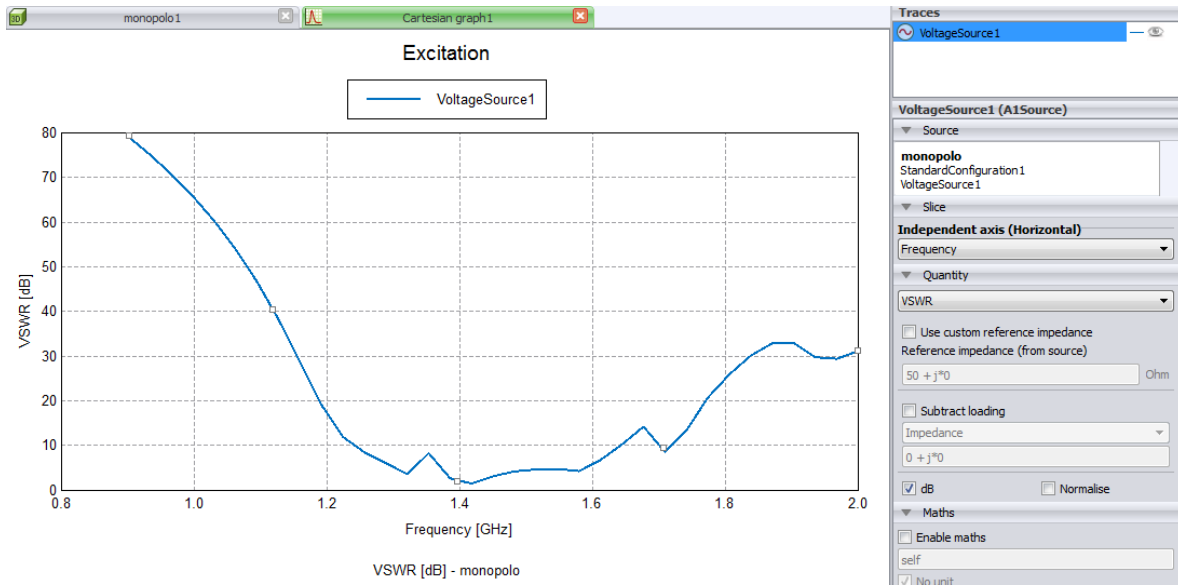 3D
monopolo1
Cartesian graph1
Excitation
VoltageSource1
80
70
60
50
40
30
20
10
0
VSWR [dB]
0.8
1.0
1.2
1.4
1.6
1.8
2.0
Frequency [GHz]
VSWR [dB] - monopolo
Traces
VoltageSource1
VoltageSource1 (A1Source)
Source
monopolo
StandardConfiguration1
VoltageSource1
Slice
Independent axis (Horizontal)
Frequency
Quantity
VSWR
Use custom reference impedance
Reference impedance (from source)
50 + j*0 Ohm
Subtract loading
Impedance
0 + j*0
dB Normalise
Maths
Enable maths
self
No unit